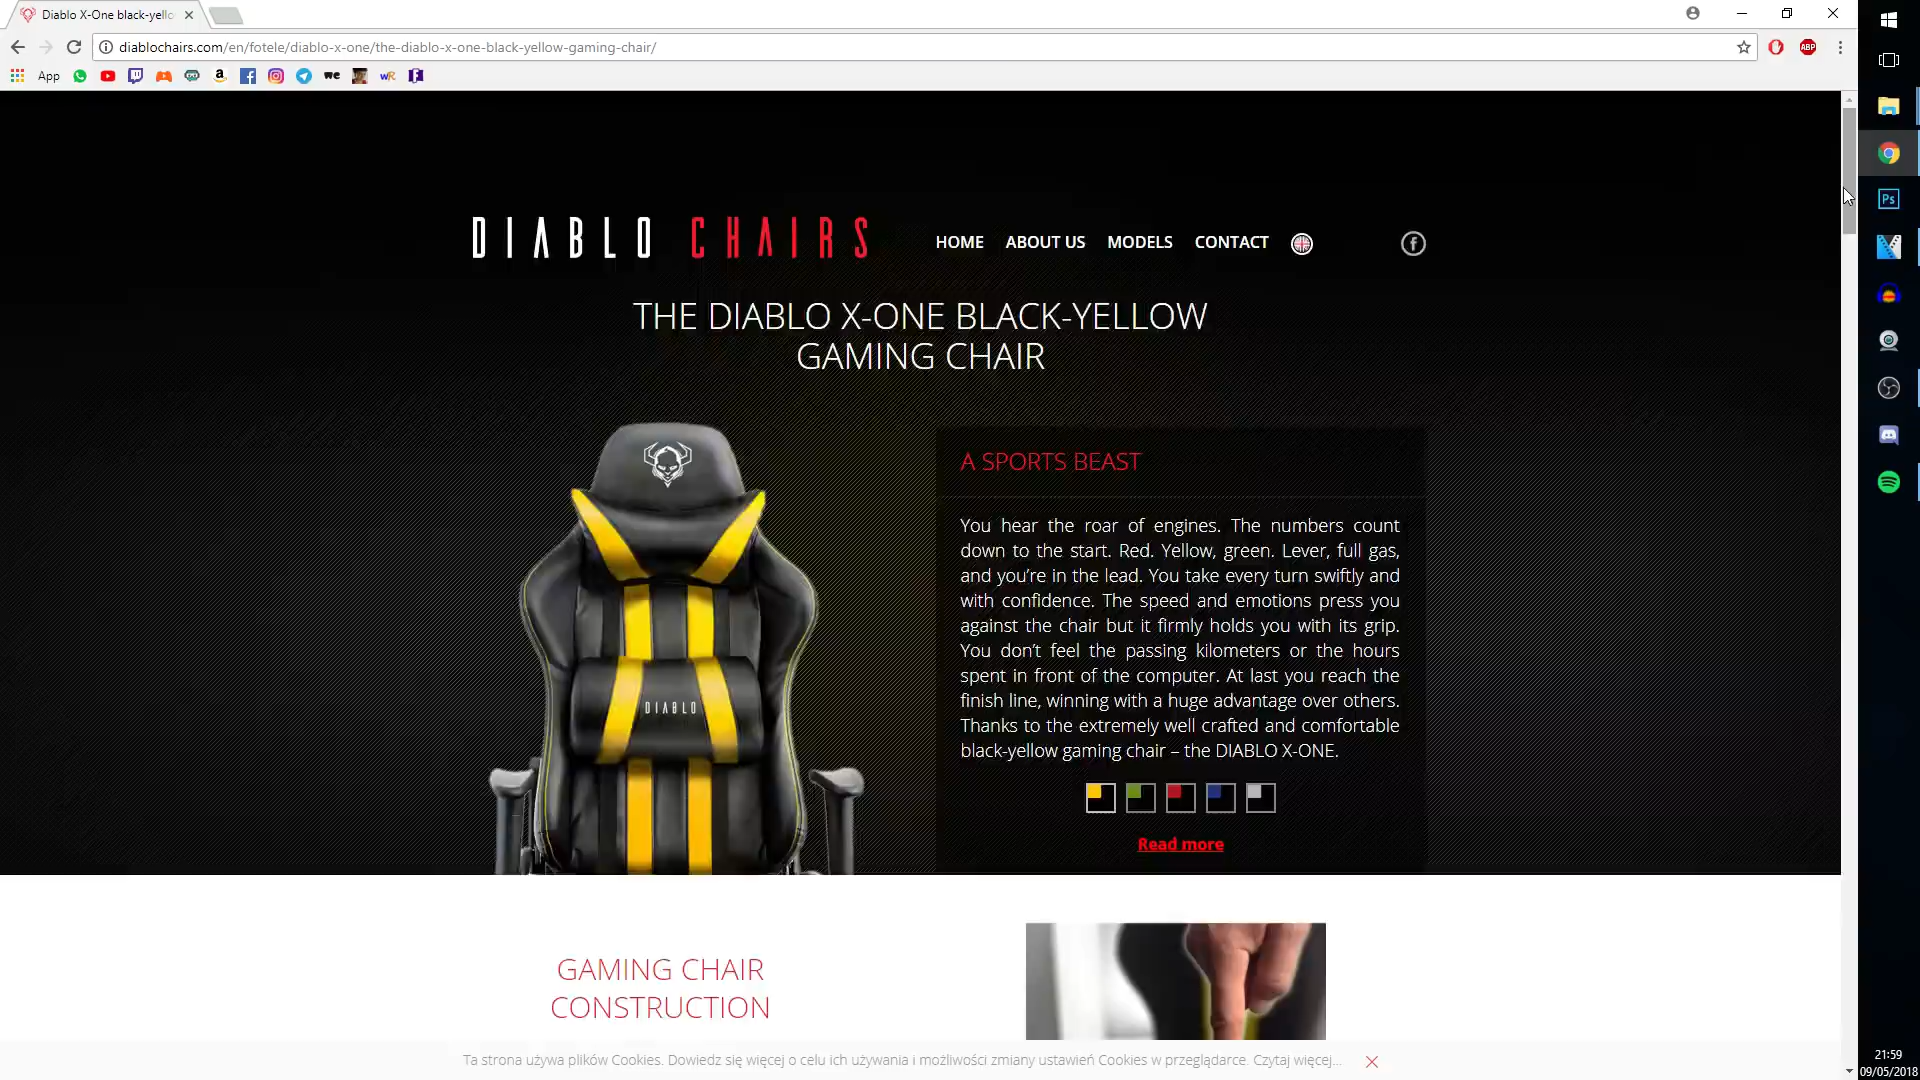 Diablo X-One black-yello
diablochairs.com/en/fotele/diablo-x-one/the-diablo-x-one-black-yellow-gaming-chair/
ABP
App
a
we
wR
Ps
DIABLO CHAIRS
HOME
ABOUT US
MODELS
CONTACT
THE DIABLO X-ONE BLACK-YELLOW
GAMING CHAIR
DIABLO
A SPORTS BEAST
You hear the roar of engines. The numbers count
down to the start. Red. Yellow, green. Lever, full gas,
and you’re in the lead. You take every turn swiftly and
with confidence. The speed and emotions press you
against the chair but it firmly holds you with its grip.
You don’t feel the passing kilometers or the hours
spent in front of the computer. At last you reach the
finish line, winning with a huge advantage over others.
Thanks to the extremely well crafted and comfortable
black-yellow gaming chair – the DIABLO X-ONE.
Read more
GAMING CHAIR
CONSTRUCTION
Ta strona używa plików Cookies. Dowiedz się więcej o celu ich używania i możliwości zmiany ustawień Cookies w przeglądarce. Czytaj więcej...
21:59
09/05/2018